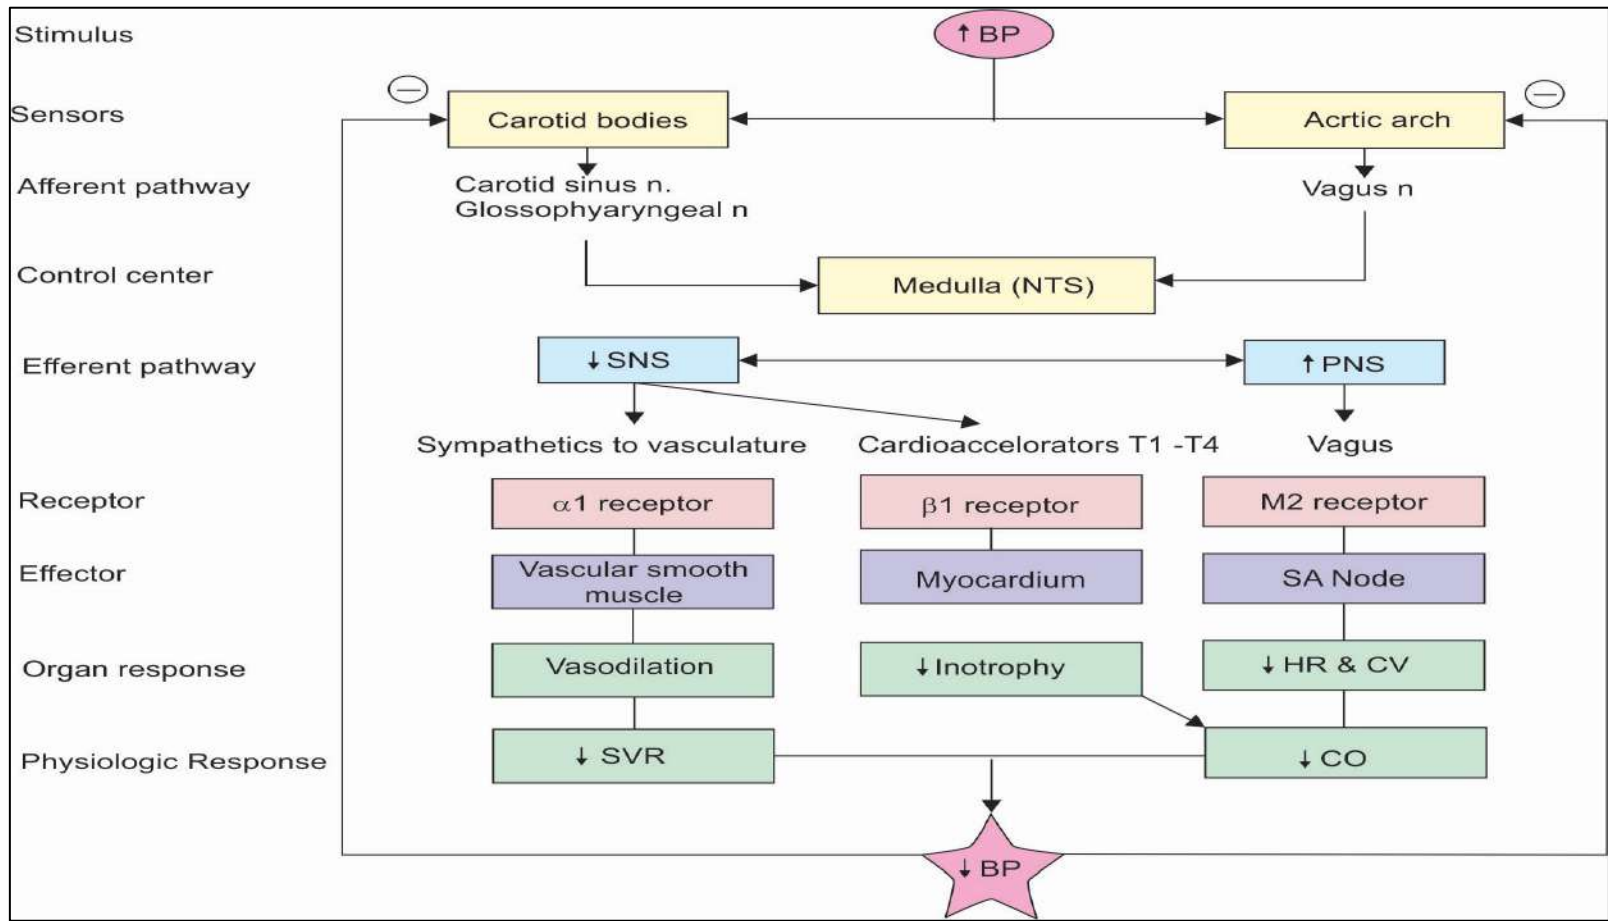 Stimulus
↑ BP
Sensors
Carotid bodies
Acrtic arch
Afferent pathway
Carotid sinus n.
Glossophyaryngeal n
Vagus n
Control center
Medulla (NTS)
Efferent pathway
↓ SNS
↑ PNS
Sympathetics to vasculature
Cardioaccelorators T1 -T4
Vagus
Receptor
α1 receptor
β1 receptor
M2 receptor
Effector
Vascular smooth
muscle
Myocardium
SA Node
Organ response
Vasodilation
↓ Inotrophy
↓ HR & CV
Physiologic Response
↓ SVR
↓ CO
↓ BP